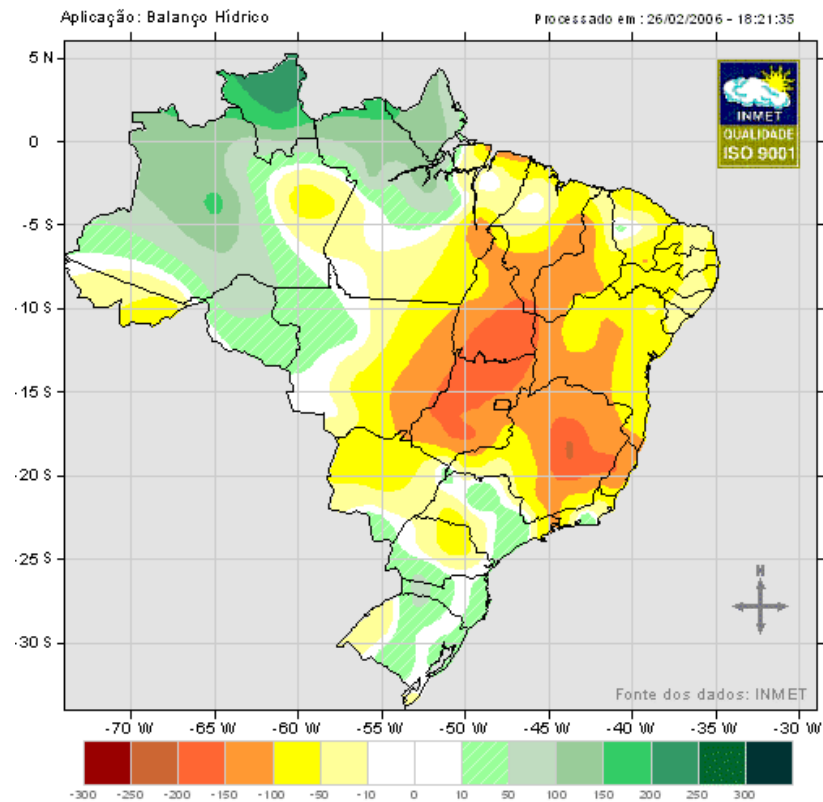 Aplicação: Balanço Hídrico
Processado em : 26/02/2006 - 18:21:35
INMET
QUALIDADE
ISO 9001
5 N
0
-5 S
-10 S
-15 S
-20 S
-25 S
-30 S
N
Fonte dos dados: INMET
-70 W -65 W -60 W -55 W -50 W -45 W -40 W -35 W -30 W
-300 -250 -200 -150 -100 -50 -10 0 10 50 100 150 200 250 300